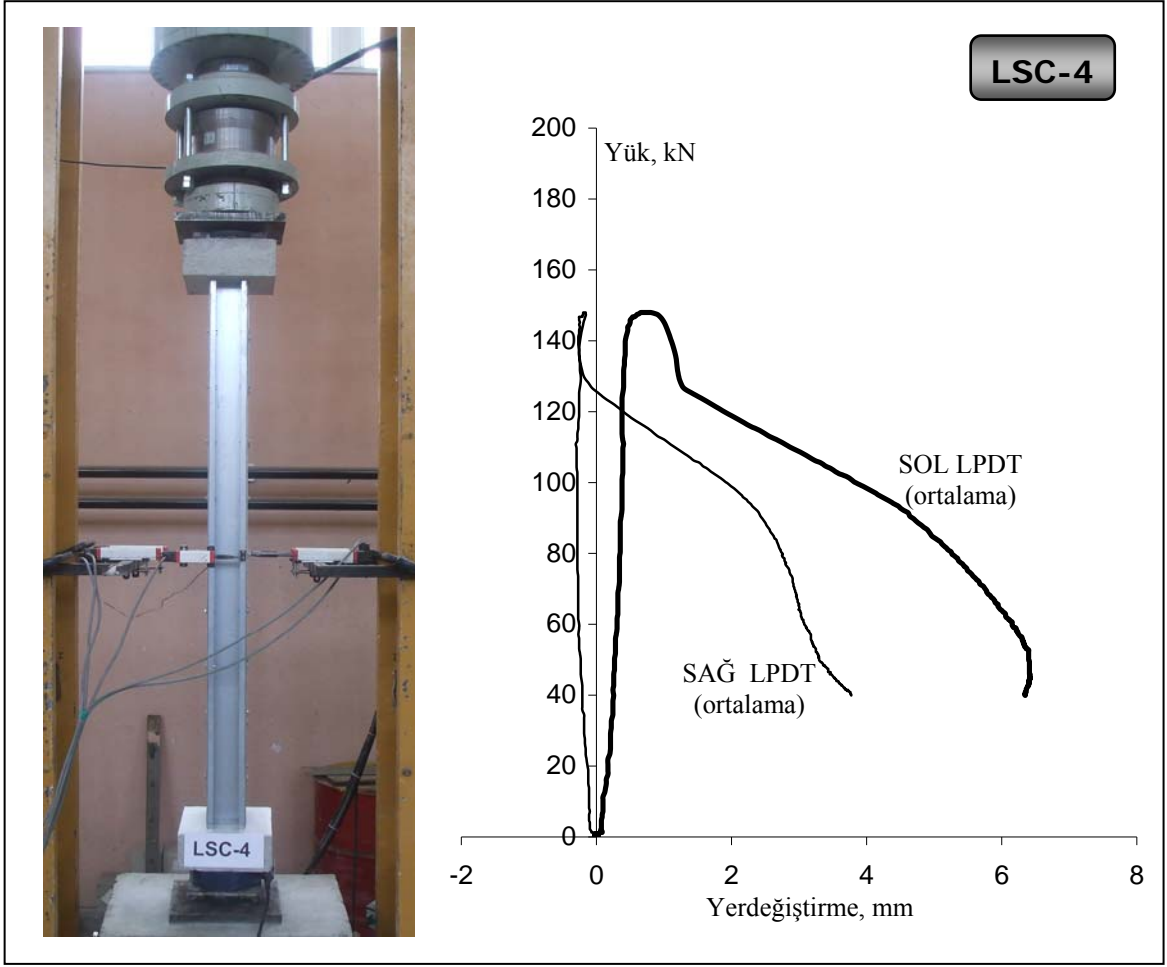 LSC-4
200
Yük, kN
180
160
140
120
100
80
60
40
20
0
SOL LPDT
(ortalama)
SAĞ LPDT
(ortalama)
-2 0 2 4 6 8
Yerdeğiştirme, mm
LSC-4